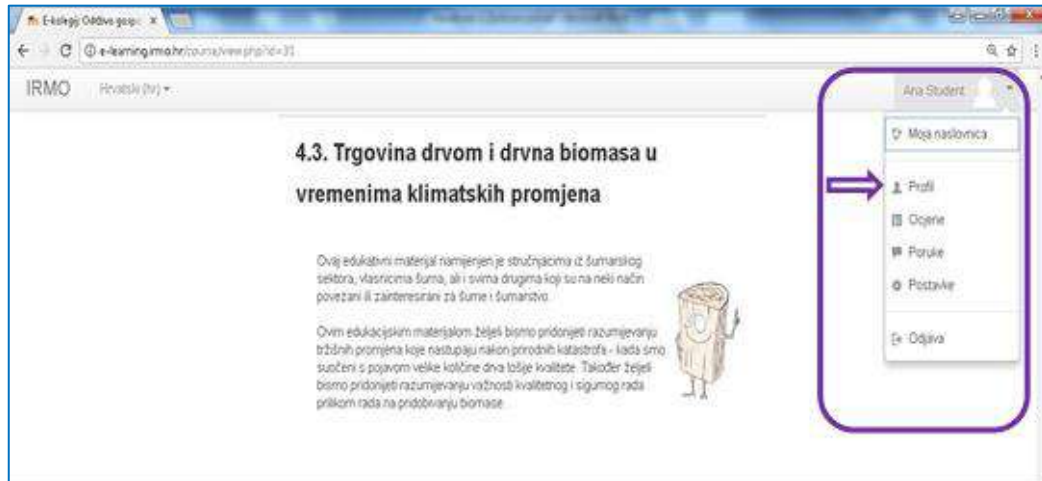 E-kolegij: Održivo gosp
e-learning.irmo.hr/course/view.php?id=31
IRMO Hrvatski (hr) Ana Student
Moja naslovnica
Profil
Ocjene
Poruke
Postavke
Odjava
4.3. Trgovina drvom i drvna biomasa u
vremenima klimatskih promjena
Ovaj edukativni materijal namijenjen je stručnjacima iz šumarskog
sektora, vlasnicima šuma, ali i svima drugima koji su na neki način
povezani ili zainteresirani za šume i šumarstvo.
Ovim edukacijskim materijalom željeli bismo pridonijeti razumijevanju
tržišnih promjena koje nastupaju nakon prirodnih katastrofa - kada smo
suočeni s pojavom velike količine drva lošije kvalitete. Također željeli
bismo pridonijeti razumijevanju važnosti kvalitetnog i sigurnog rada
prilikom rada na pridobivanju biomase.